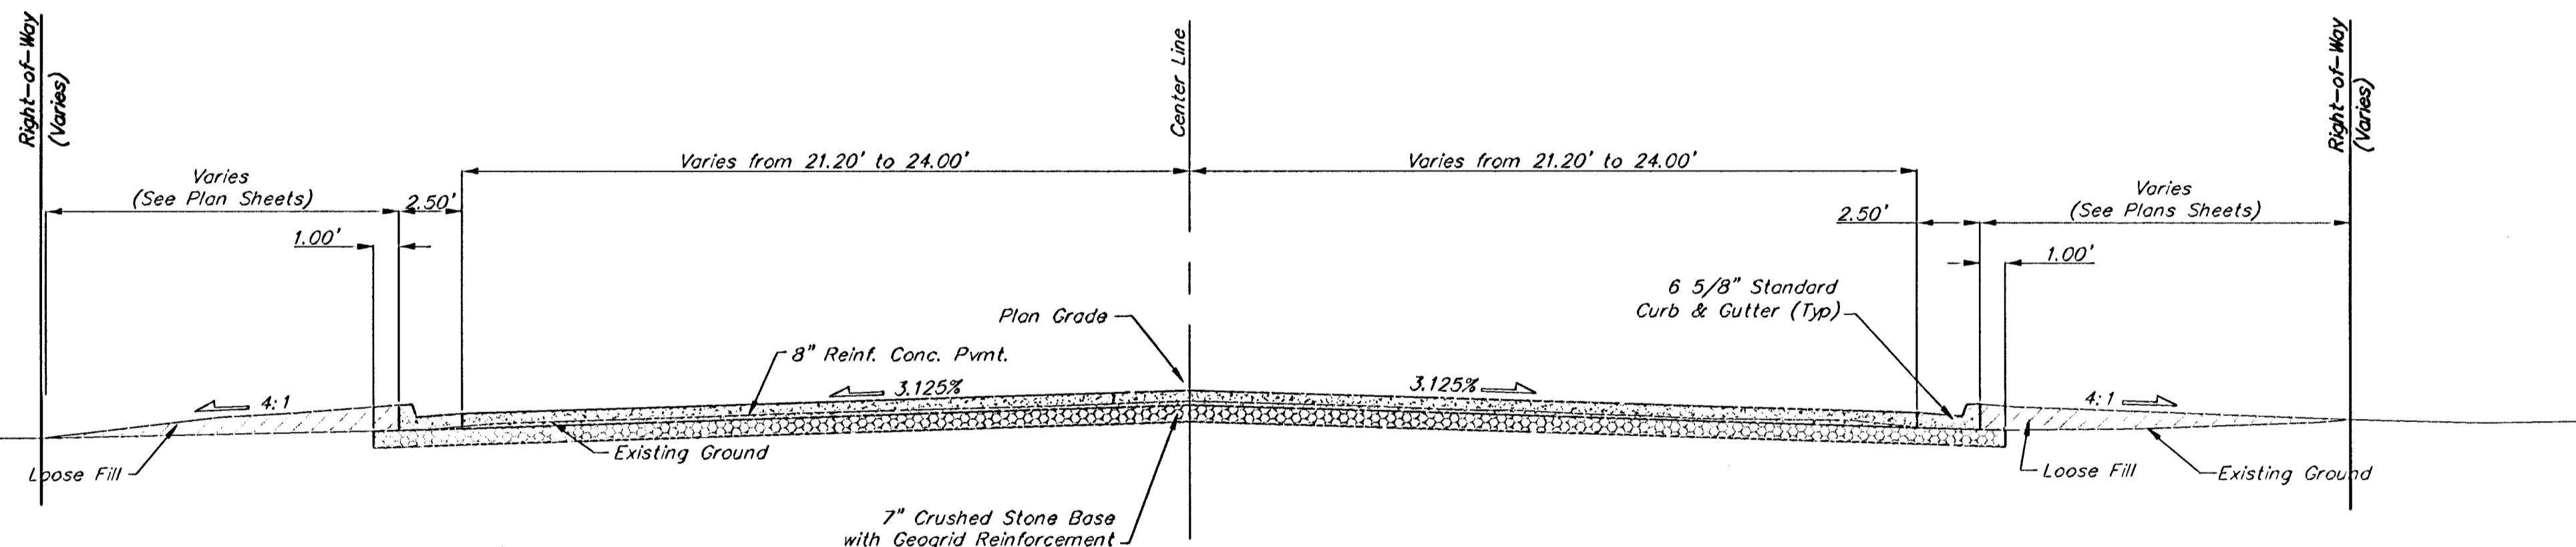 Right-of-Way
(Varies)
Center Line
Right-of-Way
(Varies)
Varies from 21.20' to 24.00'
Varies from 21.20' to 24.00'
Varies
(See Plan Sheets)
2.50'
Varies
(See Plans Sheets)
2.50'
1.00'
1.00'
6 5/8" Standard
Curb & Gutter (Typ)
Plan Grade
8" Reinf. Conc. Pvmt.
3.125%
3.125%
4:1
4:1
Loose Fill
Existing Ground
Loose Fill
Existing Ground
7" Crushed Stone Base
with Geogrid Reinforcement